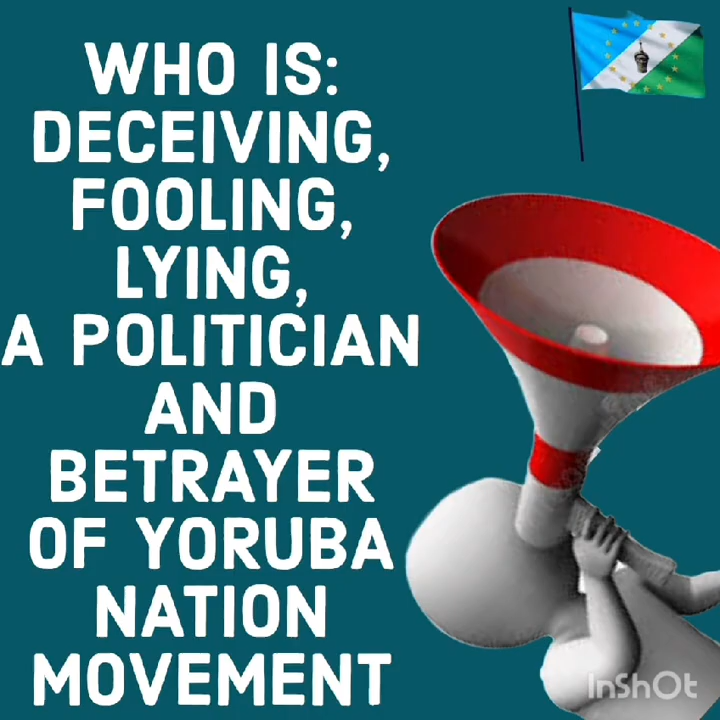 WHO IS:
DECEIVING,
FOOLING,
LYING,
A POLITICIAN
AND
BETRAYER
OF YORUBA
NATION
MOVEMENT
InShOt